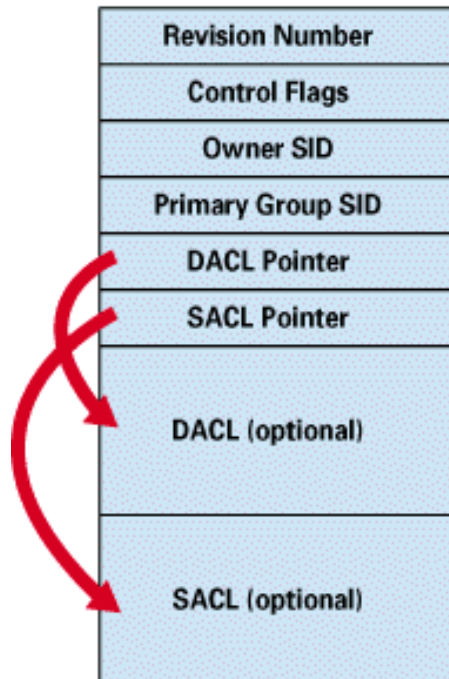 Revision Number
Control Flags
Owner SID
Primary Group SID
DACL Pointer
SACL Pointer
DACL (optional)
SACL (optional)